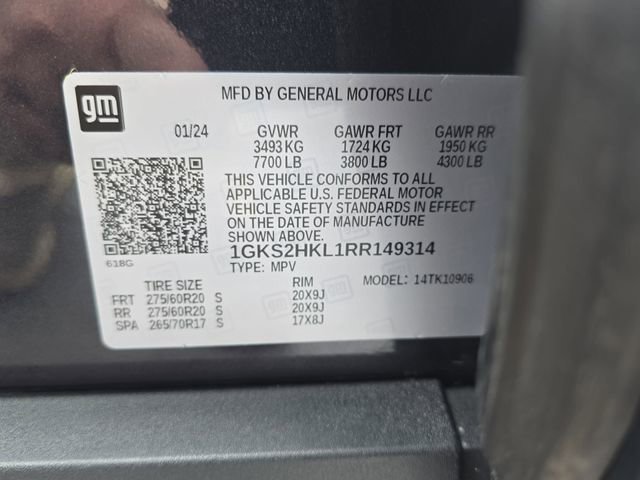 gm
MFD BY GENERAL MOTORS LLC
01/24 GVWR GAWR FRT GAWR RR
3493 KG 1724 KG 1950 KG
7700 LB 3800 LB 4300 LB
THIS VEHICLE CONFORMS TO ALL
APPLICABLE U.S. FEDERAL MOTOR
VEHICLE SAFETY STANDARDS IN EFFECT
ON THE DATE OF MANUFACTURE
SHOWN ABOVE.
1GKS2HKL1RR149314
618G
TYPE: MPV MODEL: 14TK10906
TIRE SIZE RIM
FRT 275/60R20 S 20X9J
RR 275/60R20 S 20X9J
SPA 265/70R17 S 17X8J